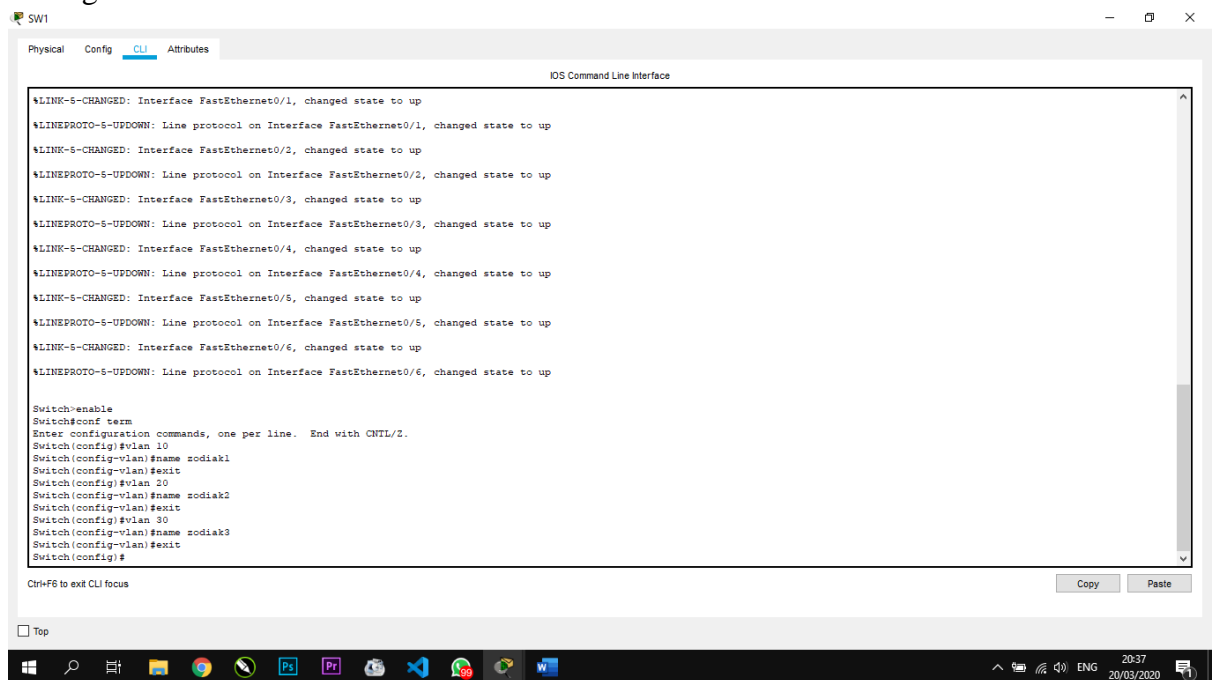 SW1
Physical Config CLI Attributes
IOS Command Line Interface
%LINK-5-CHANGED: Interface FastEthernet0/1, changed state to up
%LINEPROTO-5-UPDOWN: Line protocol on Interface FastEthernet0/1, changed state to up
%LINK-5-CHANGED: Interface FastEthernet0/2, changed state to up
%LINEPROTO-5-UPDOWN: Line protocol on Interface FastEthernet0/2, changed state to up
%LINK-5-CHANGED: Interface FastEthernet0/3, changed state to up
%LINEPROTO-5-UPDOWN: Line protocol on Interface FastEthernet0/3, changed state to up
%LINK-5-CHANGED: Interface FastEthernet0/4, changed state to up
%LINEPROTO-5-UPDOWN: Line protocol on Interface FastEthernet0/4, changed state to up
%LINK-5-CHANGED: Interface FastEthernet0/5, changed state to up
%LINEPROTO-5-UPDOWN: Line protocol on Interface FastEthernet0/5, changed state to up
%LINK-5-CHANGED: Interface FastEthernet0/6, changed state to up
%LINEPROTO-5-UPDOWN: Line protocol on Interface FastEthernet0/6, changed state to up
Switch>enable
Switch#conf term
Enter configuration commands, one per line. End with CNTL/Z.
Switch(config)#vlan 10
Switch(config-vlan)#name zodiak1
Switch(config-vlan)#exit
Switch(config)#vlan 20
Switch(config-vlan)#name zodiak2
Switch(config-vlan)#exit
Switch(config)#vlan 30
Switch(config-vlan)#name zodiak3
Switch(config-vlan)#exit
Switch(config)#
Ctrl+F6 to exit CLI focus
Copy Paste
Top
Ps Pr 99 W ENG 20:37
20/03/2020 1